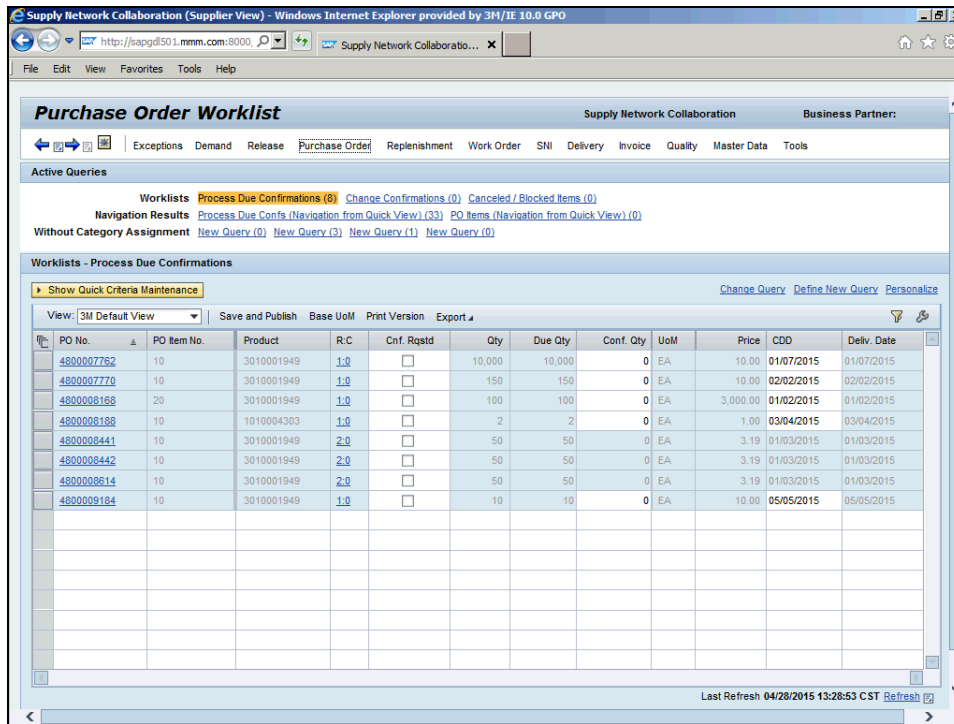 Supply Network Collaboration (Supplier View) - Windows Internet Explorer provided by 3M/IE 10.0 GPO
http://sapgdl501.mmm.com:8000, Supply Network Collaboratio...
File Edit View Favorites Tools Help
Purchase Order Worklist Supply Network Collaboration Business Partner:
Exceptions Demand Release Purchase Order Replenishment Work Order SNI Delivery Invoice Quality Master Data Tools
Active Queries
Worklists Process Due Confirmations (8) Change Confirmations (0) Canceled / Blocked Items (0)
Navigation Results Process Due Confs (Navigation from Quick View) (33) PO Items (Navigation from Quick View) (0)
Without Category Assignment New Query (0) New Query (3) New Query (1) New Query (0)
Worklists - Process Due Confirmations
Show Quick Criteria Maintenance Change Query Define New Query Personalize
View: 3M Default View Save and Publish Base UoM Print Version Export
PO No. PO Item No. Product R:C Cnf. Rqstd Qty Due Qty Conf. Qty UoM Price CDD Deliv. Date
4800007762 10 3010001949 1:0 10,000 10,000 0 EA 10.00 01/07/2015 01/07/2015
4800007770 10 3010001949 1:0 150 150 0 EA 10.00 02/02/2015 02/02/2015
4800008168 20 3010001949 1:0 100 100 0 EA 3,000.00 01/02/2015 01/02/2015
4800008188 10 1010004303 1:0 2 2 0 EA 1.00 03/04/2015 03/04/2015
4800008441 10 3010001949 2:0 50 50 0 EA 3.19 01/03/2015 01/03/2015
4800008442 10 3010001949 2:0 50 50 0 EA 3.19 01/03/2015 01/03/2015
4800008614 10 3010001949 2:0 50 50 0 EA 3.19 01/03/2015 01/03/2015
4800009184 10 3010001949 1:0 10 10 0 EA 10.00 05/05/2015 05/05/2015
Last Refresh 04/28/2015 13:28:53 CST Refresh